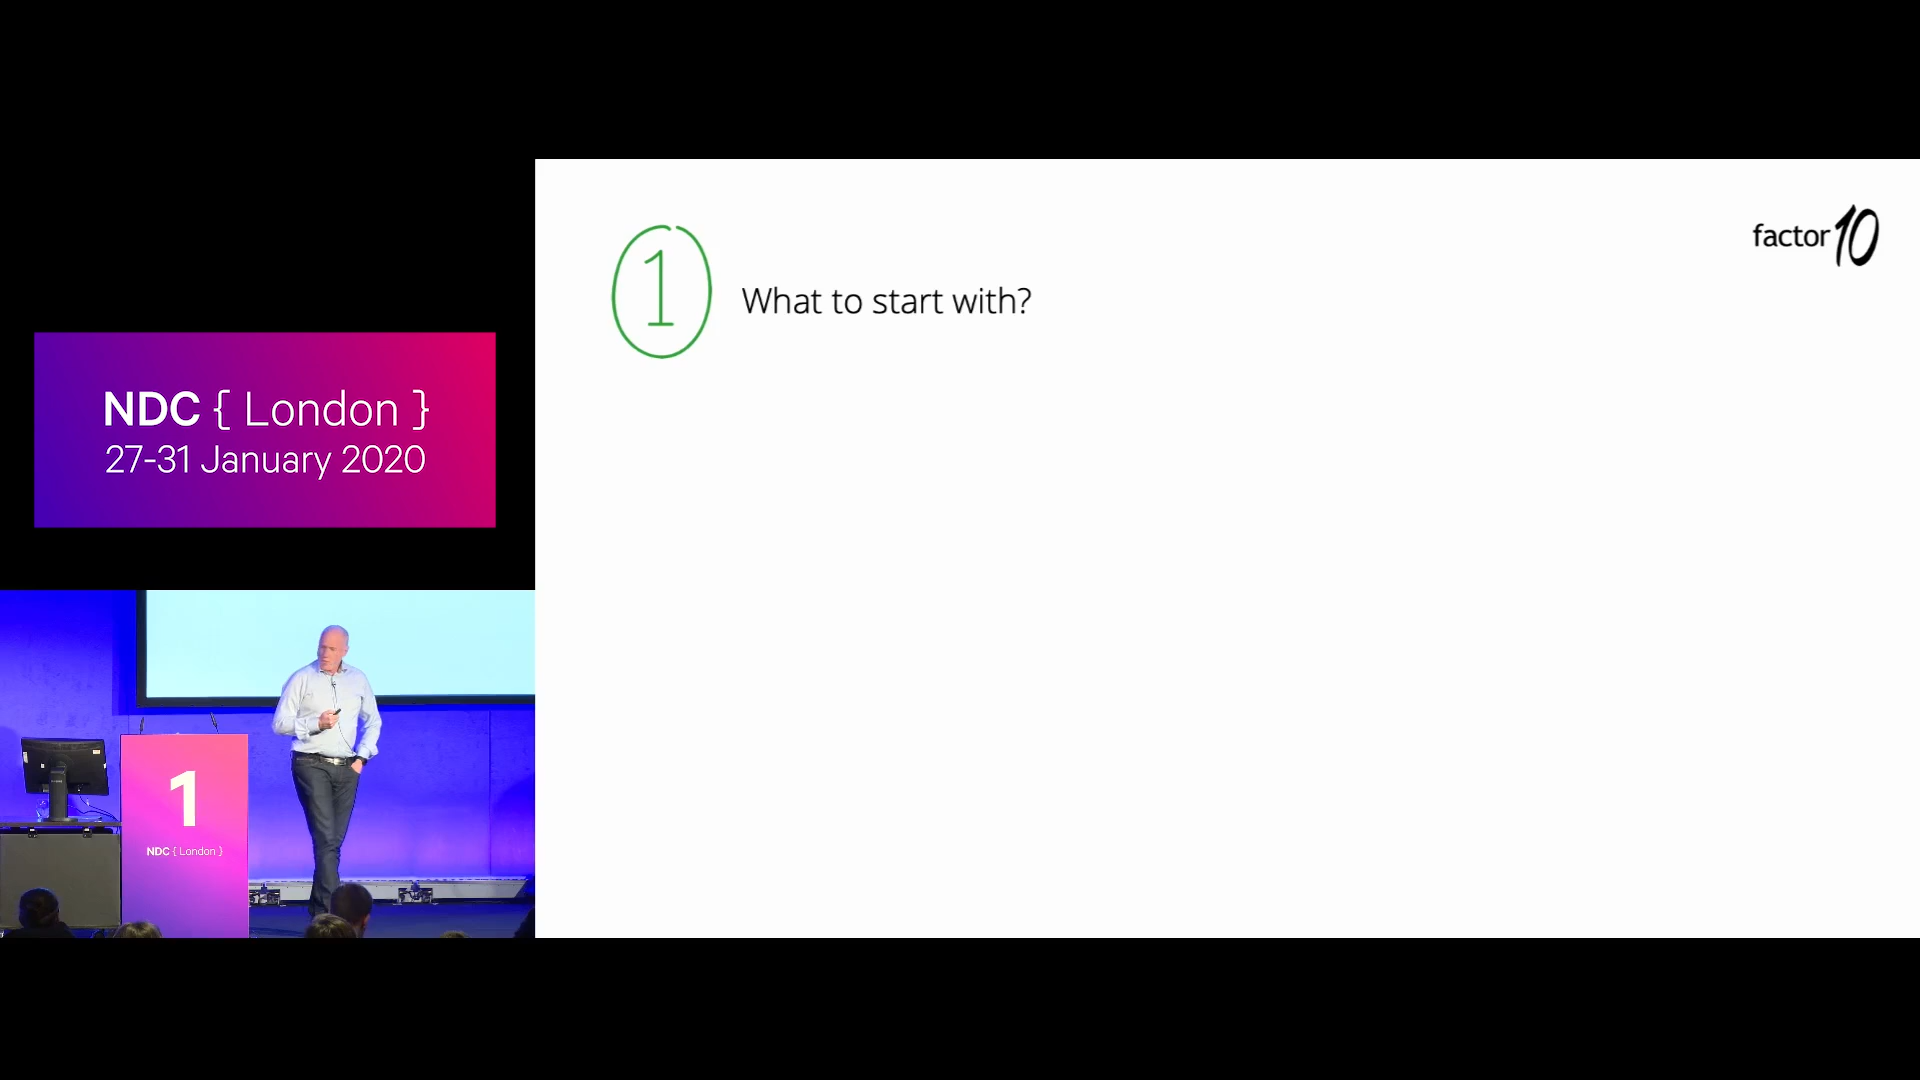 NDC { London }
27-31 January 2020
1
NDC { London }
1
What to start with?
factor10